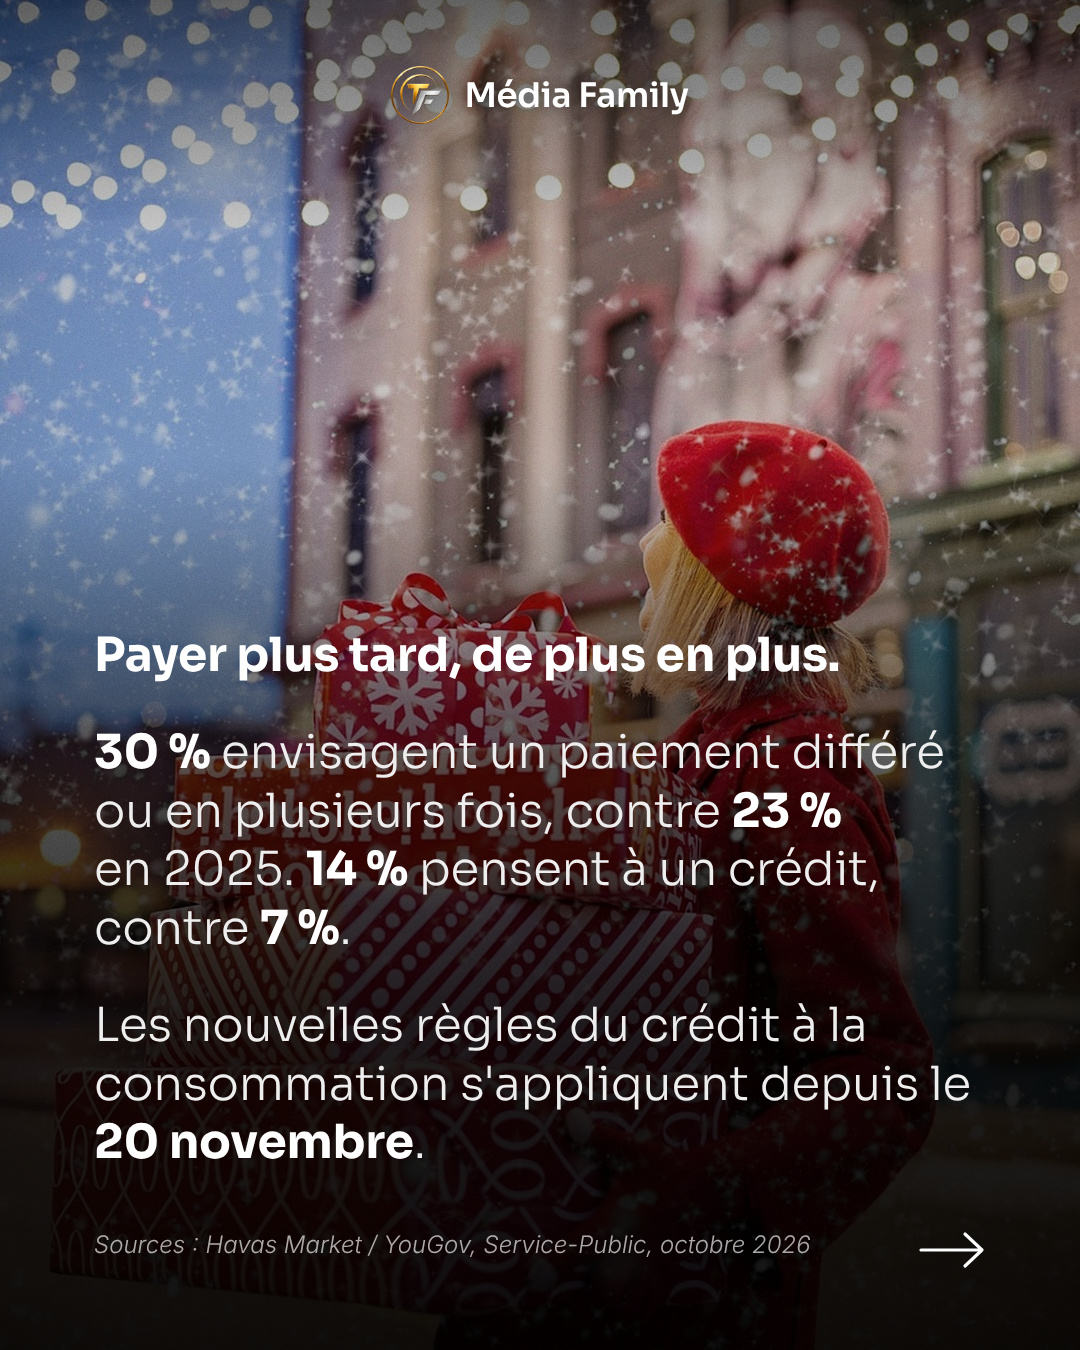 Média Family
Payer plus tard, de plus en plus.
30 % envisagent un paiement différé
ou en plusieurs fois, contre 23 %
en 2025. 14 % pensent à un crédit,
contre 7 %.
Les nouvelles règles du crédit à la
consommation s'appliquent depuis le
20 novembre.
Sources : Havas Market / YouGov, Service-Public, octobre 2026